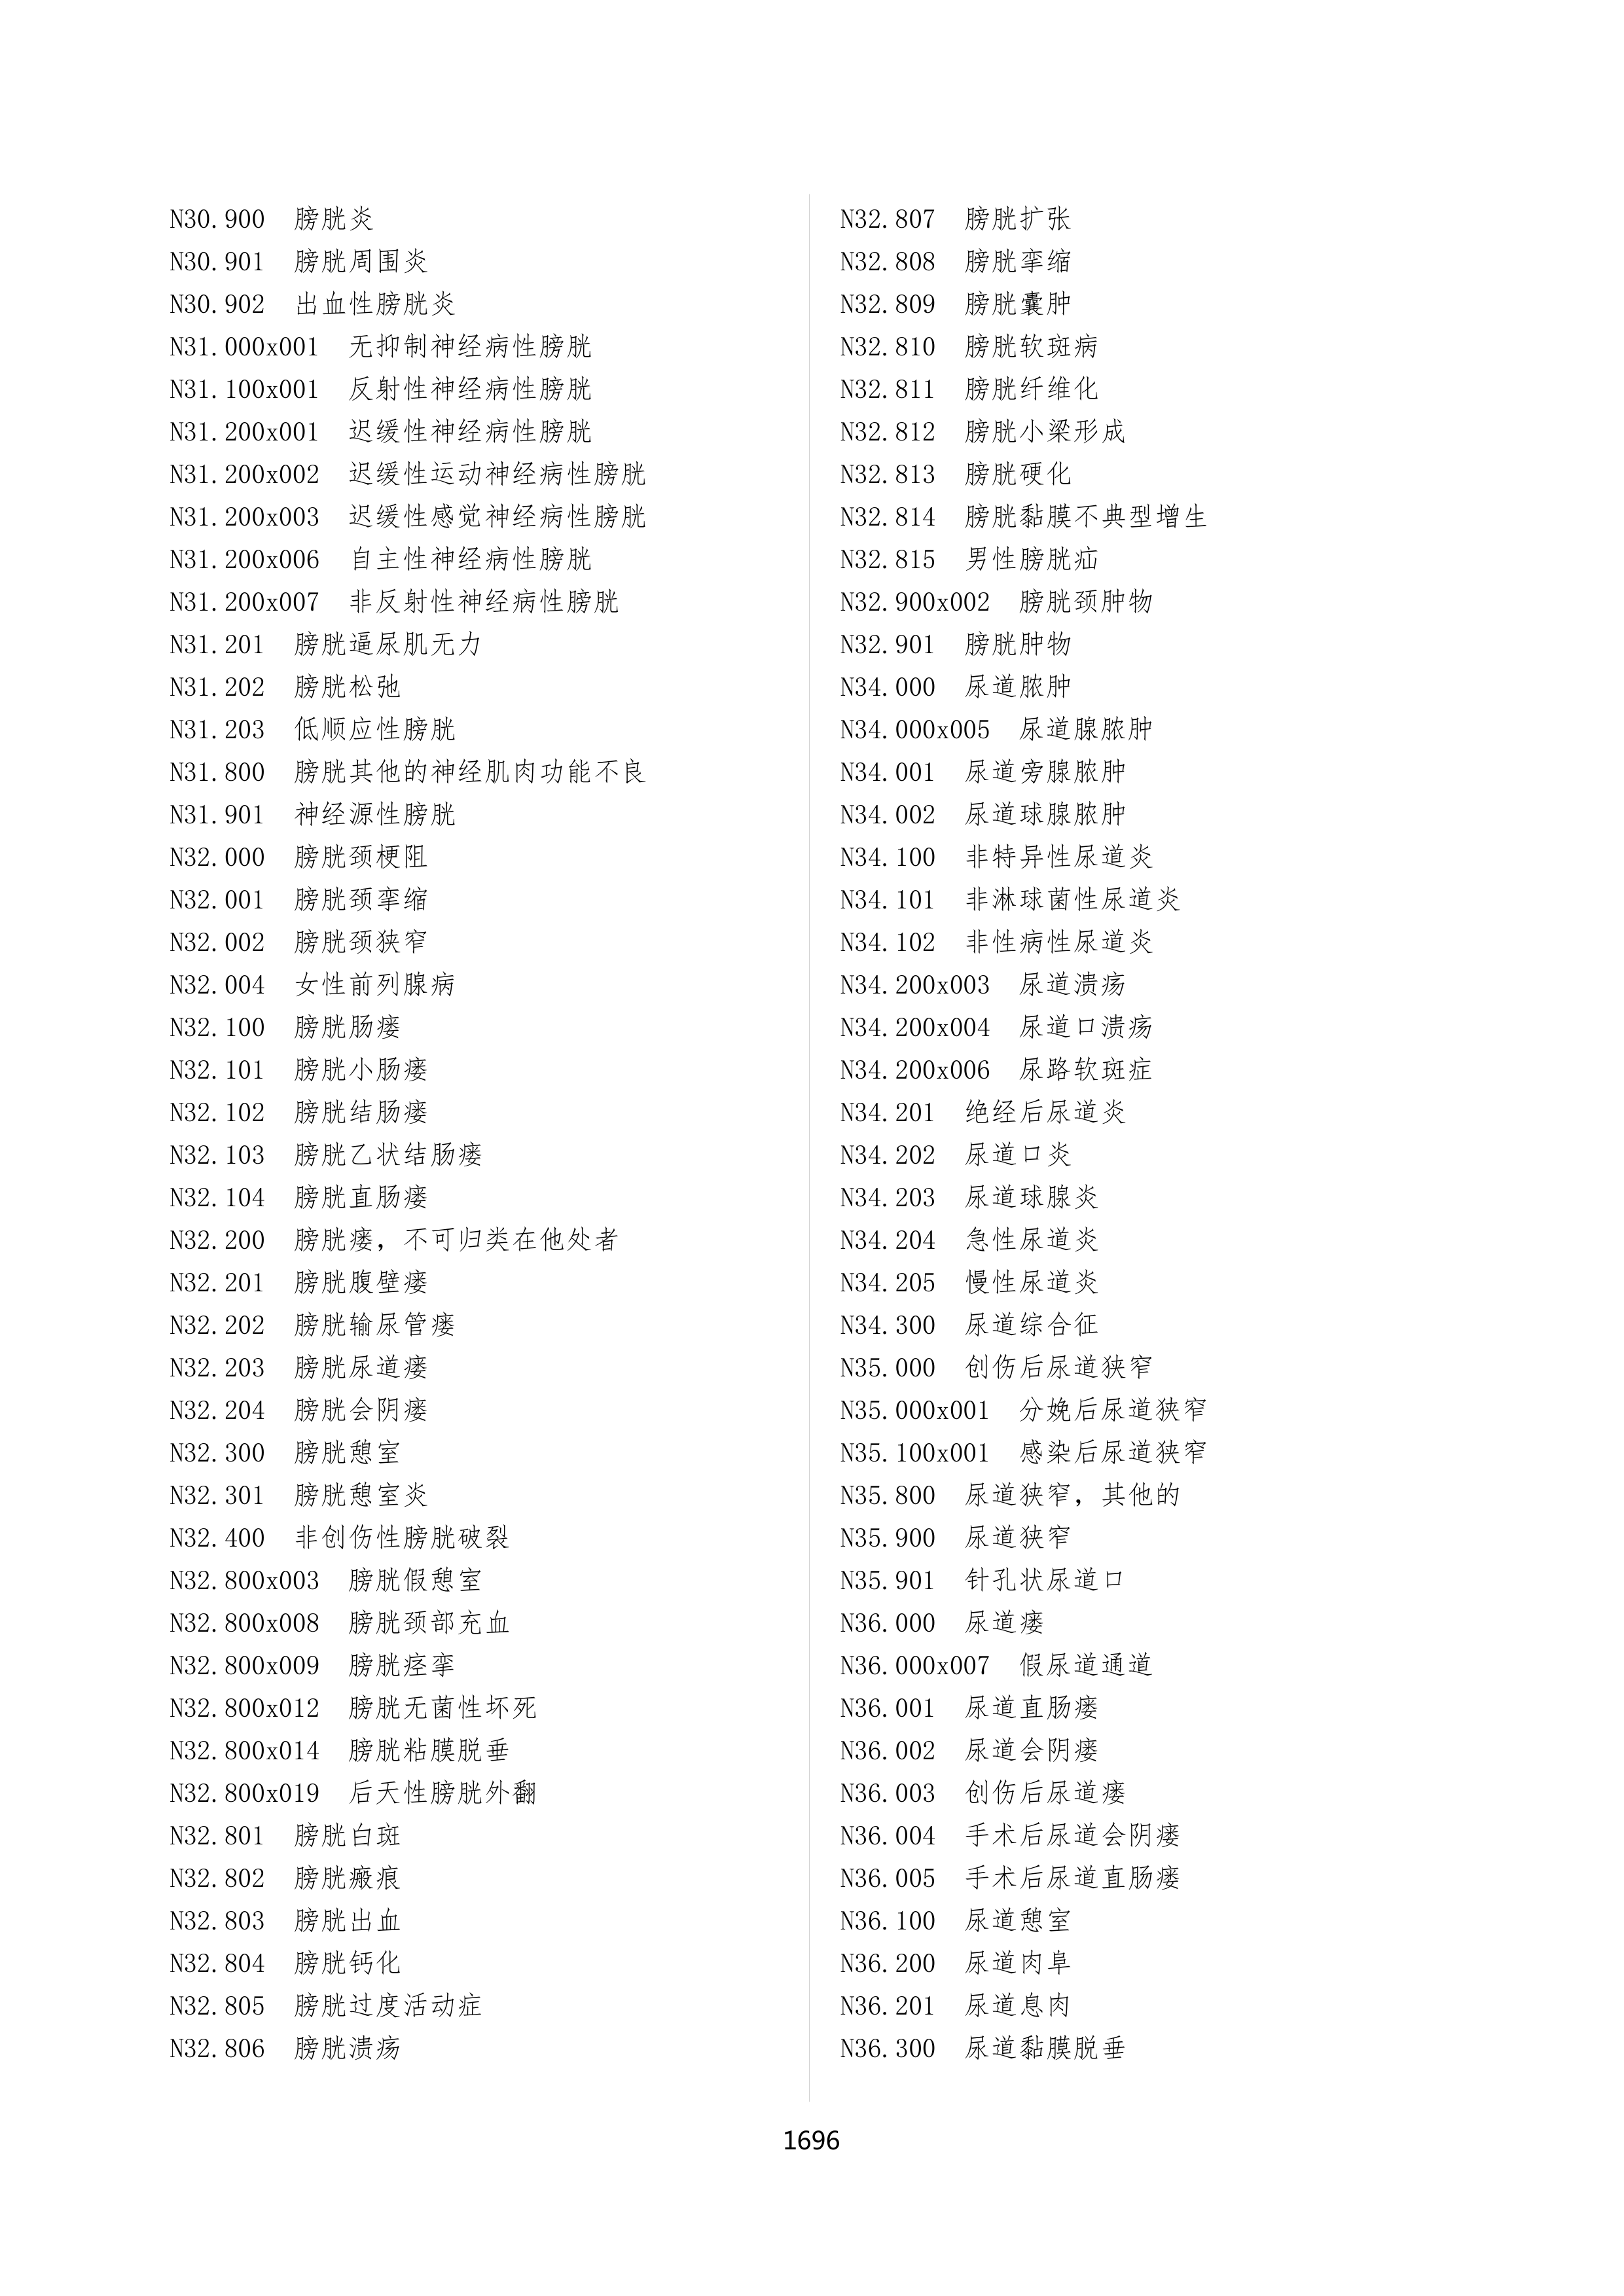 N30.900 膀胱炎
N30.901 膀胱周围炎
N30.902 出血性膀胱炎
N31.000x001 无抑制神经病性膀胱
N31.100x001 反射性神经病性膀胱
N31.200x001 迟缓性神经病性膀胱
N31.200x002 迟缓性运动神经病性膀胱
N31.200x003 迟缓性感觉神经病性膀胱
N31.200x006 自主性神经病性膀胱
N31.200x007 非反射性神经病性膀胱
N31.201 膀胱逼尿肌无力
N31.202 膀胱松弛
N31.203 低顺应性膀胱
N31.800 膀胱其他的神经肌肉功能不良
N31.901 神经源性膀胱
N32.000 膀胱颈梗阻
N32.001 膀胱颈挛缩
N32.002 膀胱颈狭窄
N32.004 女性前列腺病
N32.100 膀胱肠瘘
N32.101 膀胱小肠瘘
N32.102 膀胱结肠瘘
N32.103 膀胱乙状结肠瘘
N32.104 膀胱直肠瘘
N32.200 膀胱瘘，不可归类在他处者
N32.201 膀胱腹壁瘘
N32.202 膀胱输尿管瘘
N32.203 膀胱尿道瘘
N32.204 膀胱会阴瘘
N32.300 膀胱憩室
N32.301 膀胱憩室炎
N32.400 非创伤性膀胱破裂
N32.800x003 膀胱假憩室
N32.800x008 膀胱颈部充血
N32.800x009 膀胱痉挛
N32.800x012 膀胱无菌性坏死
N32.800x014 膀胱粘膜脱垂
N32.800x019 后天性膀胱外翻
N32.801 膀胱白斑
N32.802 膀胱瘢痕
N32.803 膀胱出血
N32.804 膀胱钙化
N32.805 膀胱过度活动症
N32.806 膀胱溃疡
N32.807 膀胱扩张
N32.808 膀胱挛缩
N32.809 膀胱囊肿
N32.810 膀胱软斑病
N32.811 膀胱纤维化
N32.812 膀胱小梁形成
N32.813 膀胱硬化
N32.814 膀胱黏膜不典型增生
N32.815 男性膀胱疝
N32.900x002 膀胱颈肿物
N32.901 膀胱肿物
N34.000 尿道脓肿
N34.000x005 尿道腺脓肿
N34.001 尿道旁腺脓肿
N34.002 尿道球腺脓肿
N34.100 非特异性尿道炎
N34.101 非淋球菌性尿道炎
N34.102 非性病性尿道炎
N34.200x003 尿道溃疡
N34.200x004 尿道口溃疡
N34.200x006 尿路软斑症
N34.201 绝经后尿道炎
N34.202 尿道口炎
N34.203 尿道球腺炎
N34.204 急性尿道炎
N34.205 慢性尿道炎
N34.300 尿道综合征
N35.000 创伤后尿道狭窄
N35.000x001 分娩后尿道狭窄
N35.100x001 感染后尿道狭窄
N35.800 尿道狭窄，其他的
N35.900 尿道狭窄
N35.901 针孔状尿道口
N36.000 尿道瘘
N36.000x007 假尿道通道
N36.001 尿道直肠瘘
N36.002 尿道会阴瘘
N36.003 创伤后尿道瘘
N36.004 手术后尿道会阴瘘
N36.005 手术后尿道直肠瘘
N36.100 尿道憩室
N36.200 尿道肉阜
N36.201 尿道息肉
N36.300 尿道黏膜脱垂
1696